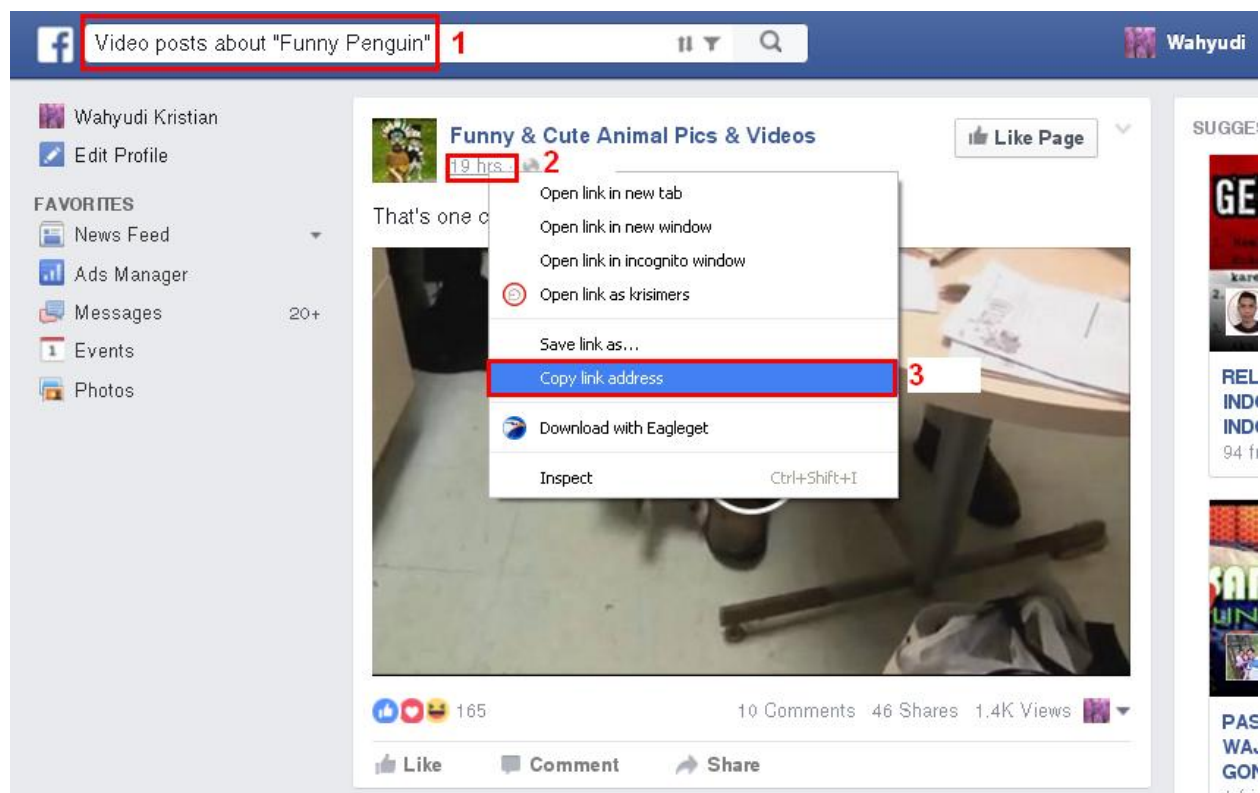 f Video posts about "Funny Penguin" 1 Wahyudi
Wahyudi Kristian
Edit Profile
FAVORITES
News Feed
Ads Manager
Messages 20+
Events
Photos
Funny & Cute Animal Pics & Videos
Like Page
19 hrs · 2
That's one c
Open link in new tab
Open link in new window
Open link in incognito window
Open link as krisimers
Save link as...
Copy link address 3
Download with Eagleget
Inspect Ctrl+Shift+I
165 10 Comments 46 Shares 1.4K Views
Like Comment Share
SUGGES
GE
kare
2.
REL
INDO
INDO
94 fr
SAN
UN
PAS
WAJ
GON